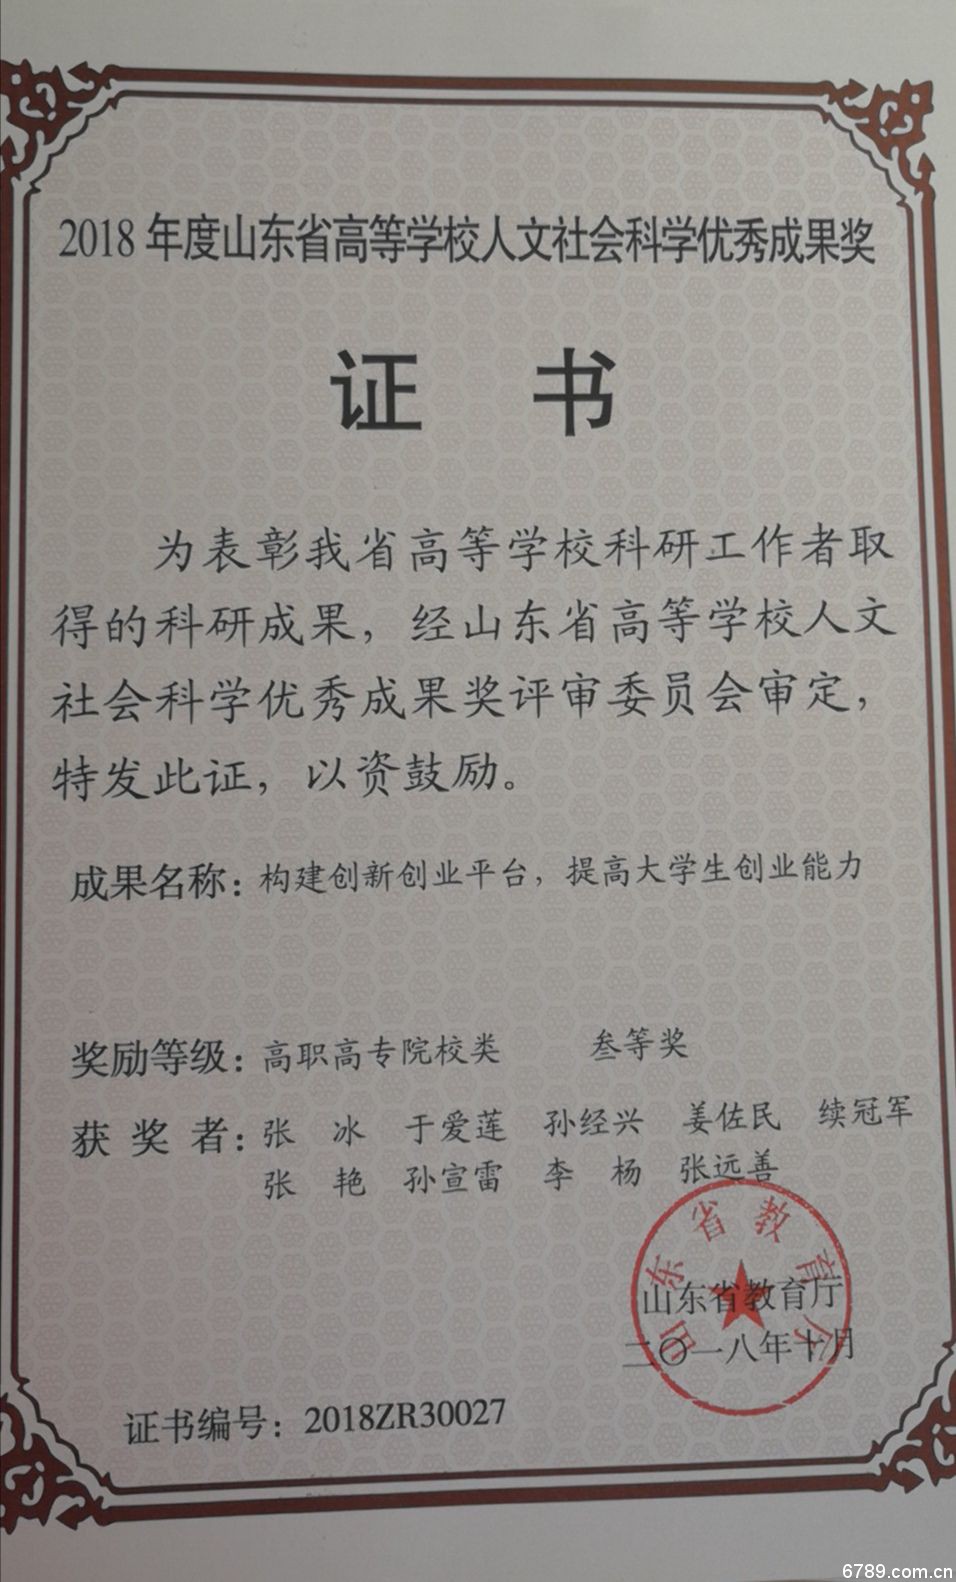 2018年度山东省高等学校人文社会科学优秀成果奖
证 书
为表彰我省高等学校科研工作者取
得的科研成果，经山东省高等学校人文
社会科学优秀成果奖评审委员会审定，
特发此证，以资鼓励。
成果名称：构建创新创业平台，提高大学生创业能力
奖励等级：高职高专院校类 叁等奖
获奖者：张 冰 于爱莲 孙经兴 姜佐民 续冠军
张 艳 孙宣雷 李 杨 张远善
山东省教育厅
山东省教育厅
二〇一八年十月
证书编号：2018ZR30027
6789.com.cn